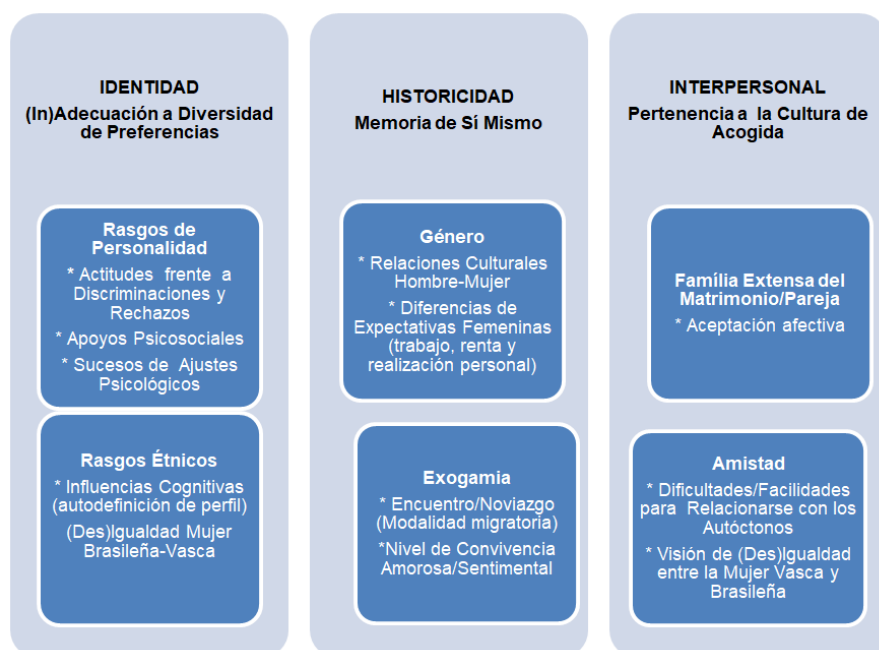 IDENTIDAD
(In)Adecuación a Diversidad
de Preferencias
Rasgos de
Personalidad
* Actitudes frente a
Discriminaciones y
Rechazos
* Apoyos Psicosociales
* Sucesos de Ajustes
Psicológicos
Rasgos Étnicos
* Influencias Cognitivas
(autodefinición de perfil)
(Des)Igualdad Mujer
Brasileña-Vasca
HISTORICIDAD
Memoria de Sí Mismo
Género
* Relaciones Culturales
Hombre-Mujer
* Diferencias de
Expectativas Femeninas
(trabajo, renta y
realización personal)
Exogamia
* Encuentro/Noviazgo
(Modalidad migratoria)
*Nivel de Convivencia
Amorosa/Sentimental
INTERPERSONAL
Pertenencia a la Cultura de
Acogida
Família Extensa del
Matrimonio/Pareja
* Aceptación afectiva
Amistad
* Dificultades/Facilidades
para Relacionarse con los
Autóctonos
* Visión de (Des)Igualdad
entre la Mujer Vasca y
Brasileña